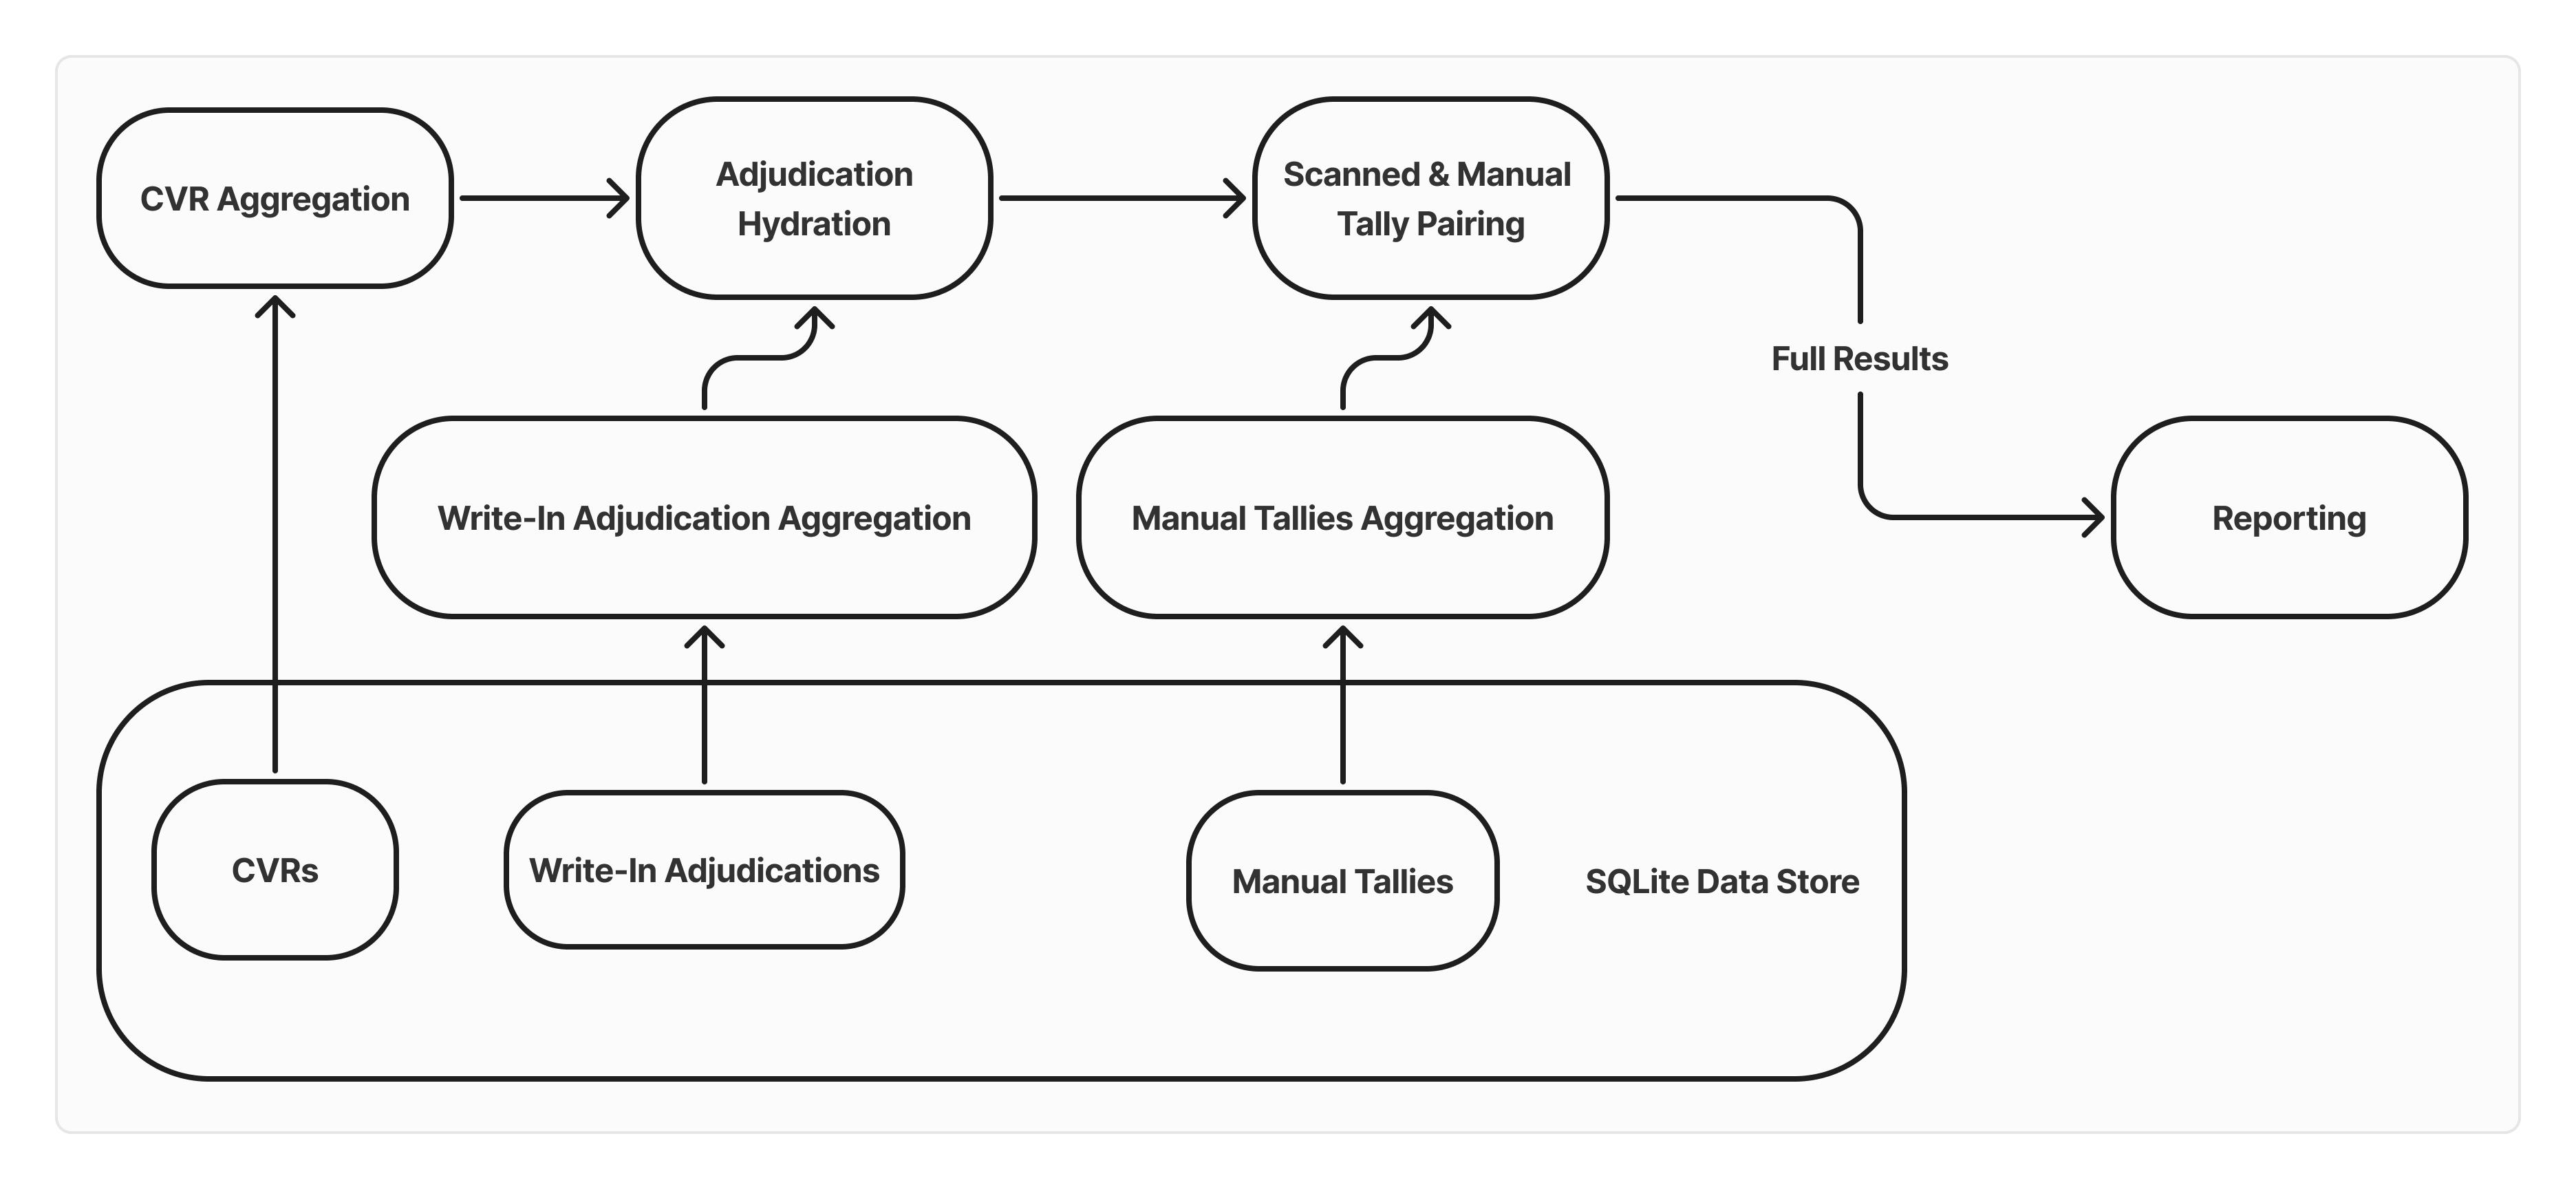 CVR Aggregation
Adjudication
Hydration
Scanned & Manual
Tally Pairing
Full Results
Write-In Adjudication Aggregation
Manual Tallies Aggregation
Reporting
CVRs
Write-In Adjudications
Manual Tallies
SQLite Data Store